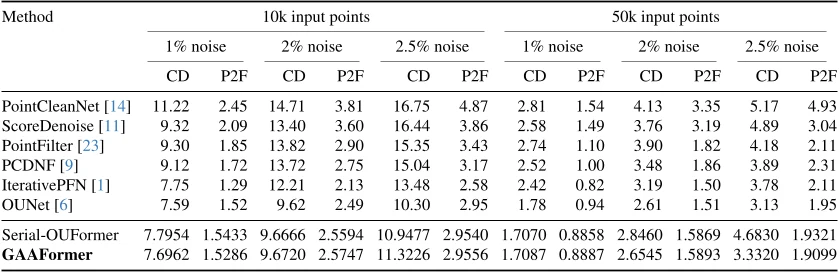 Method 10k input points 50k input points
1% noise 2% noise 2.5% noise 1% noise 2% noise 2.5% noise
CD P2F CD P2F CD P2F CD P2F CD P2F CD P2F
PointCleanNet [14] 11.22 2.45 14.71 3.81 16.75 4.87 2.81 1.54 4.13 3.35 5.17 4.93
ScoreDenoise [11] 9.32 2.09 13.40 3.60 16.44 3.86 2.58 1.49 3.76 3.19 4.89 3.04
PointFilter [23] 9.30 1.85 13.82 2.90 15.35 3.43 2.74 1.10 3.90 1.82 4.18 2.11
PCDNF [9] 9.12 1.72 13.72 2.75 15.04 3.17 2.52 1.00 3.48 1.86 3.89 2.31
IterativePFN [1] 7.75 1.29 12.21 2.13 13.48 2.58 2.42 0.82 3.19 1.50 3.78 2.11
OUNet [6] 7.59 1.52 9.62 2.49 10.30 2.95 1.78 0.94 2.61 1.51 3.13 1.95
Serial-OUFormer 7.7954 1.5433 9.6666 2.5594 10.9477 2.9540 1.7070 0.8858 2.8460 1.5869 4.6830 1.9321
GAAFormer 7.6962 1.5286 9.6720 2.5747 11.3226 2.9556 1.7087 0.8887 2.6545 1.5893 3.3320 1.9099